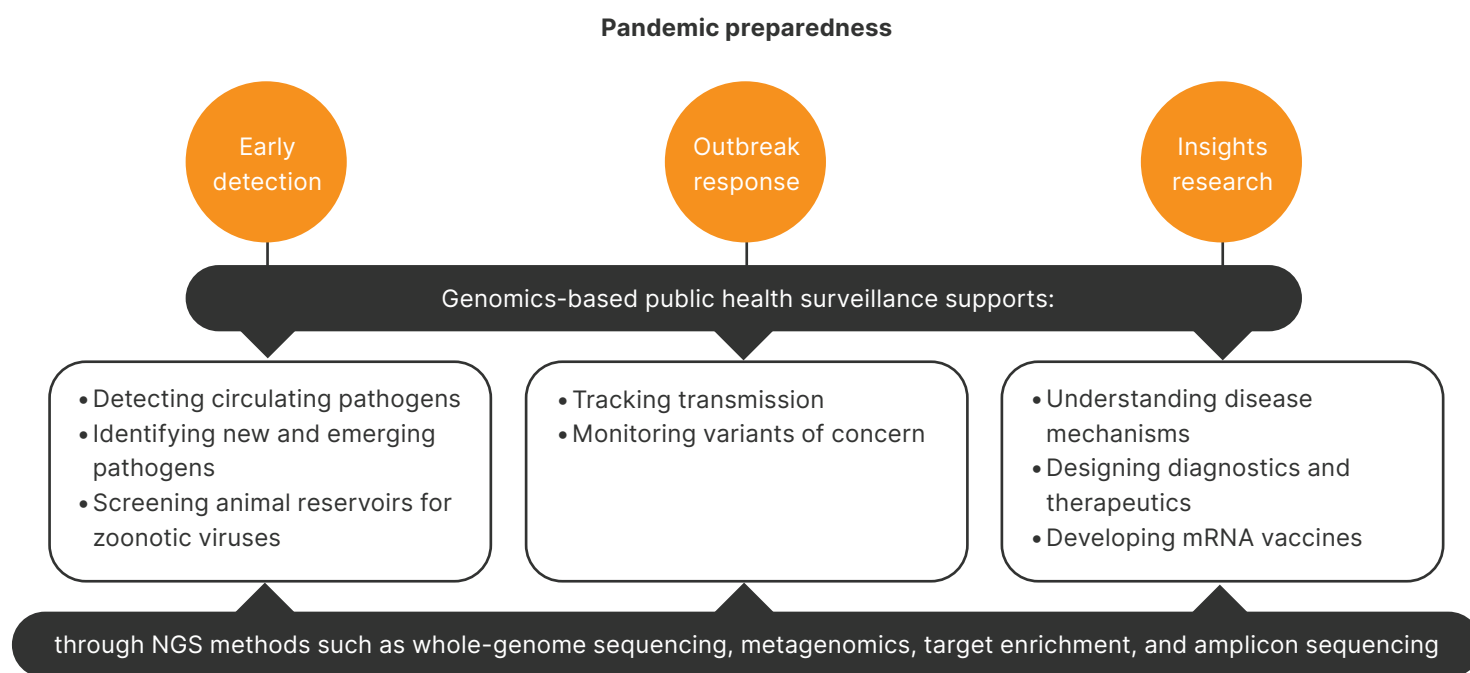 Pandemic preparedness
Early
detection
Outbreak
response
Insights
research
Genomics-based public health surveillance supports:
•Detecting circulating pathogens
•Identifying new and emerging
pathogens
•Screening animal reservoirs for
zoonotic viruses
•Tracking transmission
•Monitoring variants of concern
•Understanding disease
mechanisms
•Designing diagnostics and
therapeutics
•Developing mRNA vaccines
through NGS methods such as whole-genome sequencing, metagenomics, target enrichment, and amplicon sequencing